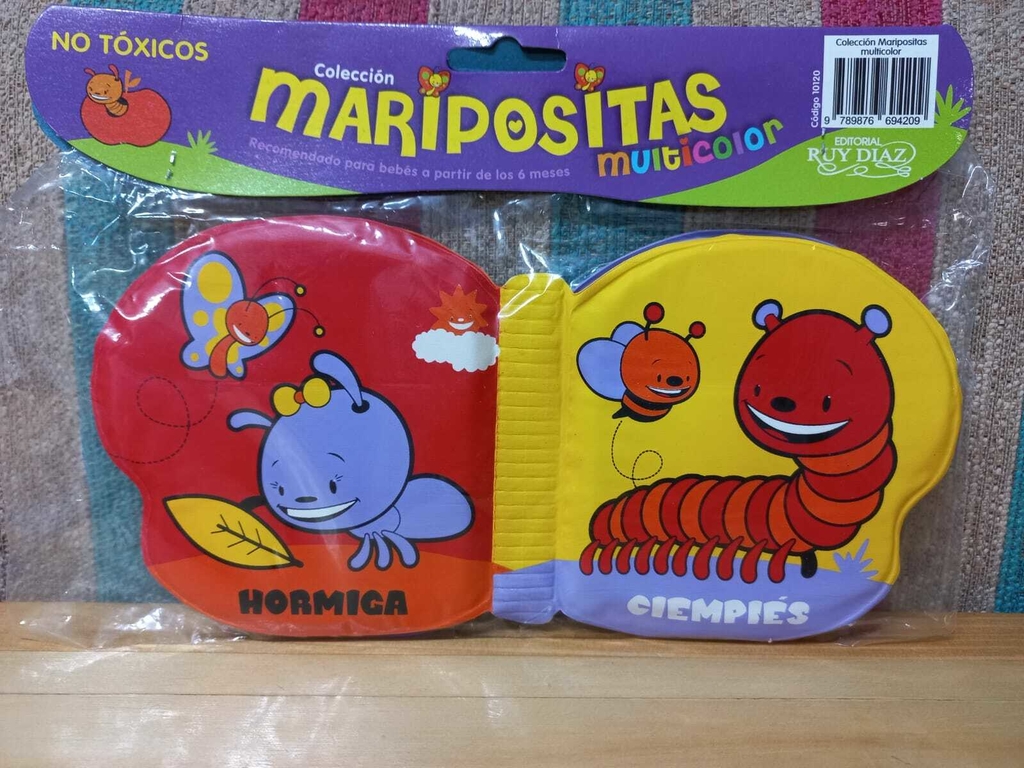 NO TÓXICOS
Colección
MARIPOSITAS
multicolor
Recomendado para bebés a partir de los 6 meses
Colección Maripositas
multicolor
Código 10120
9 789876 694209
EDITORIAL
RUY DIAZ
HORMIGA
CIEMPIÉS